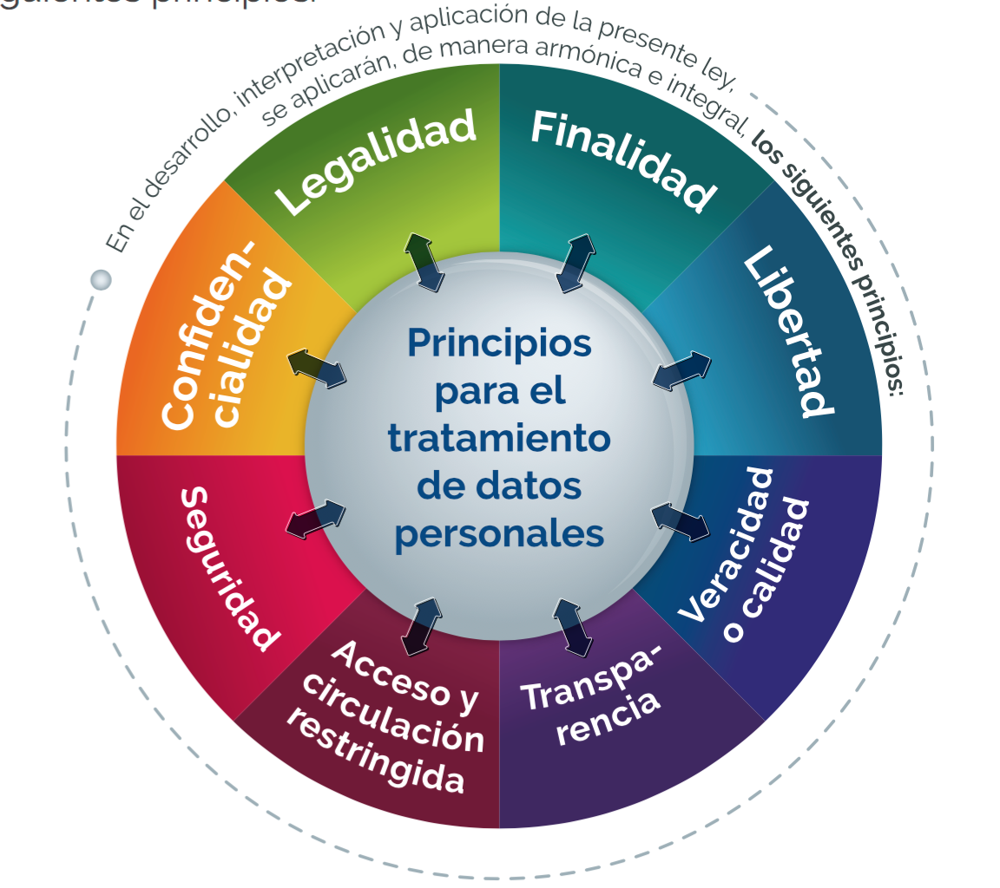 siguientes principios:
En el desarrollo, interpretación y aplicación de la presente ley,
se aplicarán, de manera armónica e integral, los siguientes principios:
Legalidad
Finalidad
Libertad
Veracidad
o calidad
Transpa-
rencia
Acceso y
circulación
restringida
Seguridad
Confiden-
cialidad
Principios
para el
tratamiento
de datos
personales